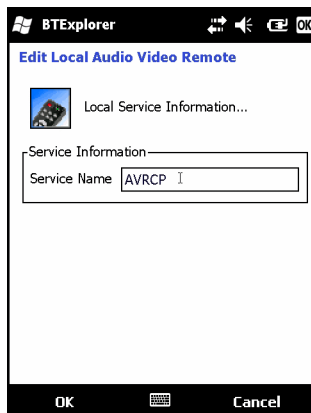 BTExplorer OK
Edit Local Audio Video Remote
Local Service Information...
Service Information
Service Name AVRCP
OK Cancel